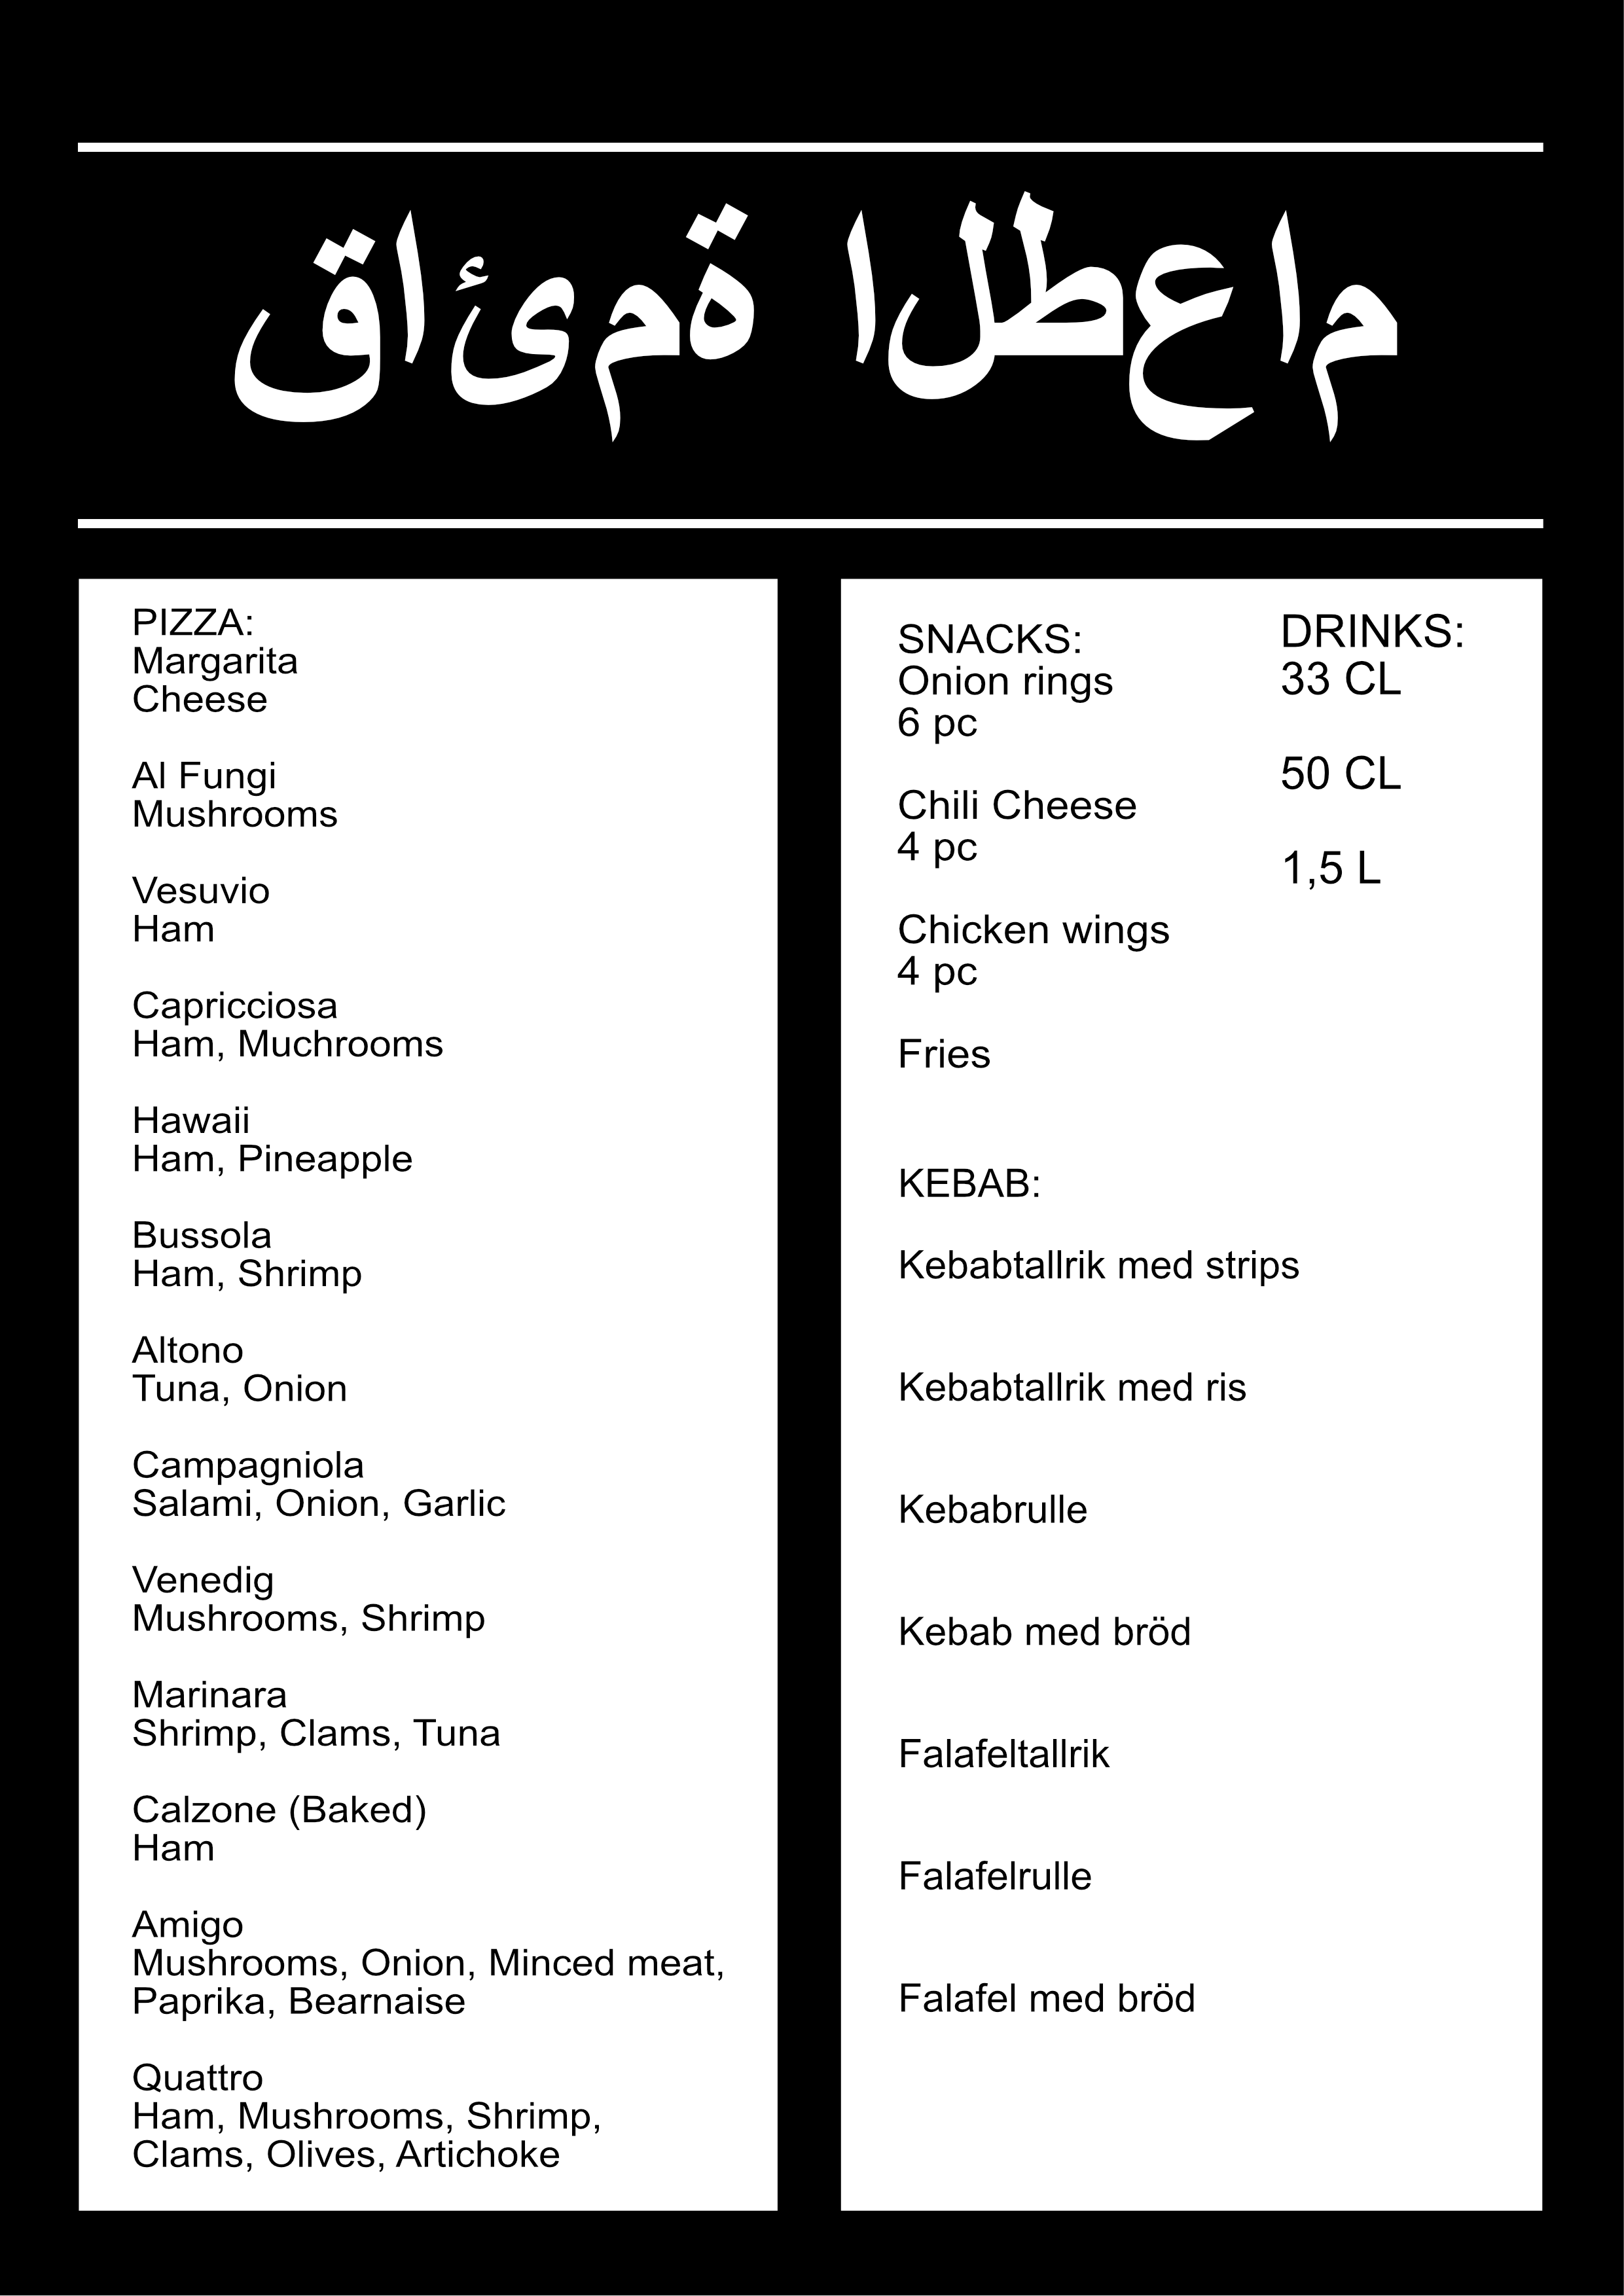 قائمة الطعام
PIZZA:
Margarita
Cheese
Al Fungi
Mushrooms
Vesuvio
Ham
Capricciosa
Ham, Muchrooms
Hawaii
Ham, Pineapple
Bussola
Ham, Shrimp
Altono
Tuna, Onion
Campagniola
Salami, Onion, Garlic
Venedig
Mushrooms, Shrimp
Marinara
Shrimp, Clams, Tuna
Calzone (Baked)
Ham
Amigo
Mushrooms, Onion, Minced meat,
Paprika, Bearnaise
Quattro
Ham, Mushrooms, Shrimp,
Clams, Olives, Artichoke
SNACKS:
Onion rings
6 pc
Chili Cheese
4 pc
Chicken wings
4 pc
Fries
DRINKS:
33 CL
50 CL
1,5 L
KEBAB:
Kebabtallrik med strips
Kebabtallrik med ris
Kebabrulle
Kebab med bröd
Falafeltallrik
Falafelrulle
Falafel med bröd